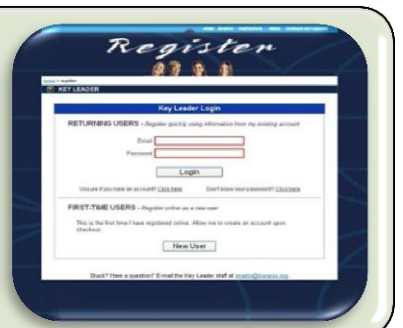 Register
home > register
KEY LEADER
Key Leader Login
RETURNING USERS - Register quickly using information from my existing account
Email
Password
Login
Unsure if you have an account? Click here
Don't know your password? Click here
FIRST-TIME USERS - Register online as a new user
This is the first time I have registered online. Allow me to create an account upon
checkout.
New User
Stuck? Have a question? E-mail the Key Leader staff at